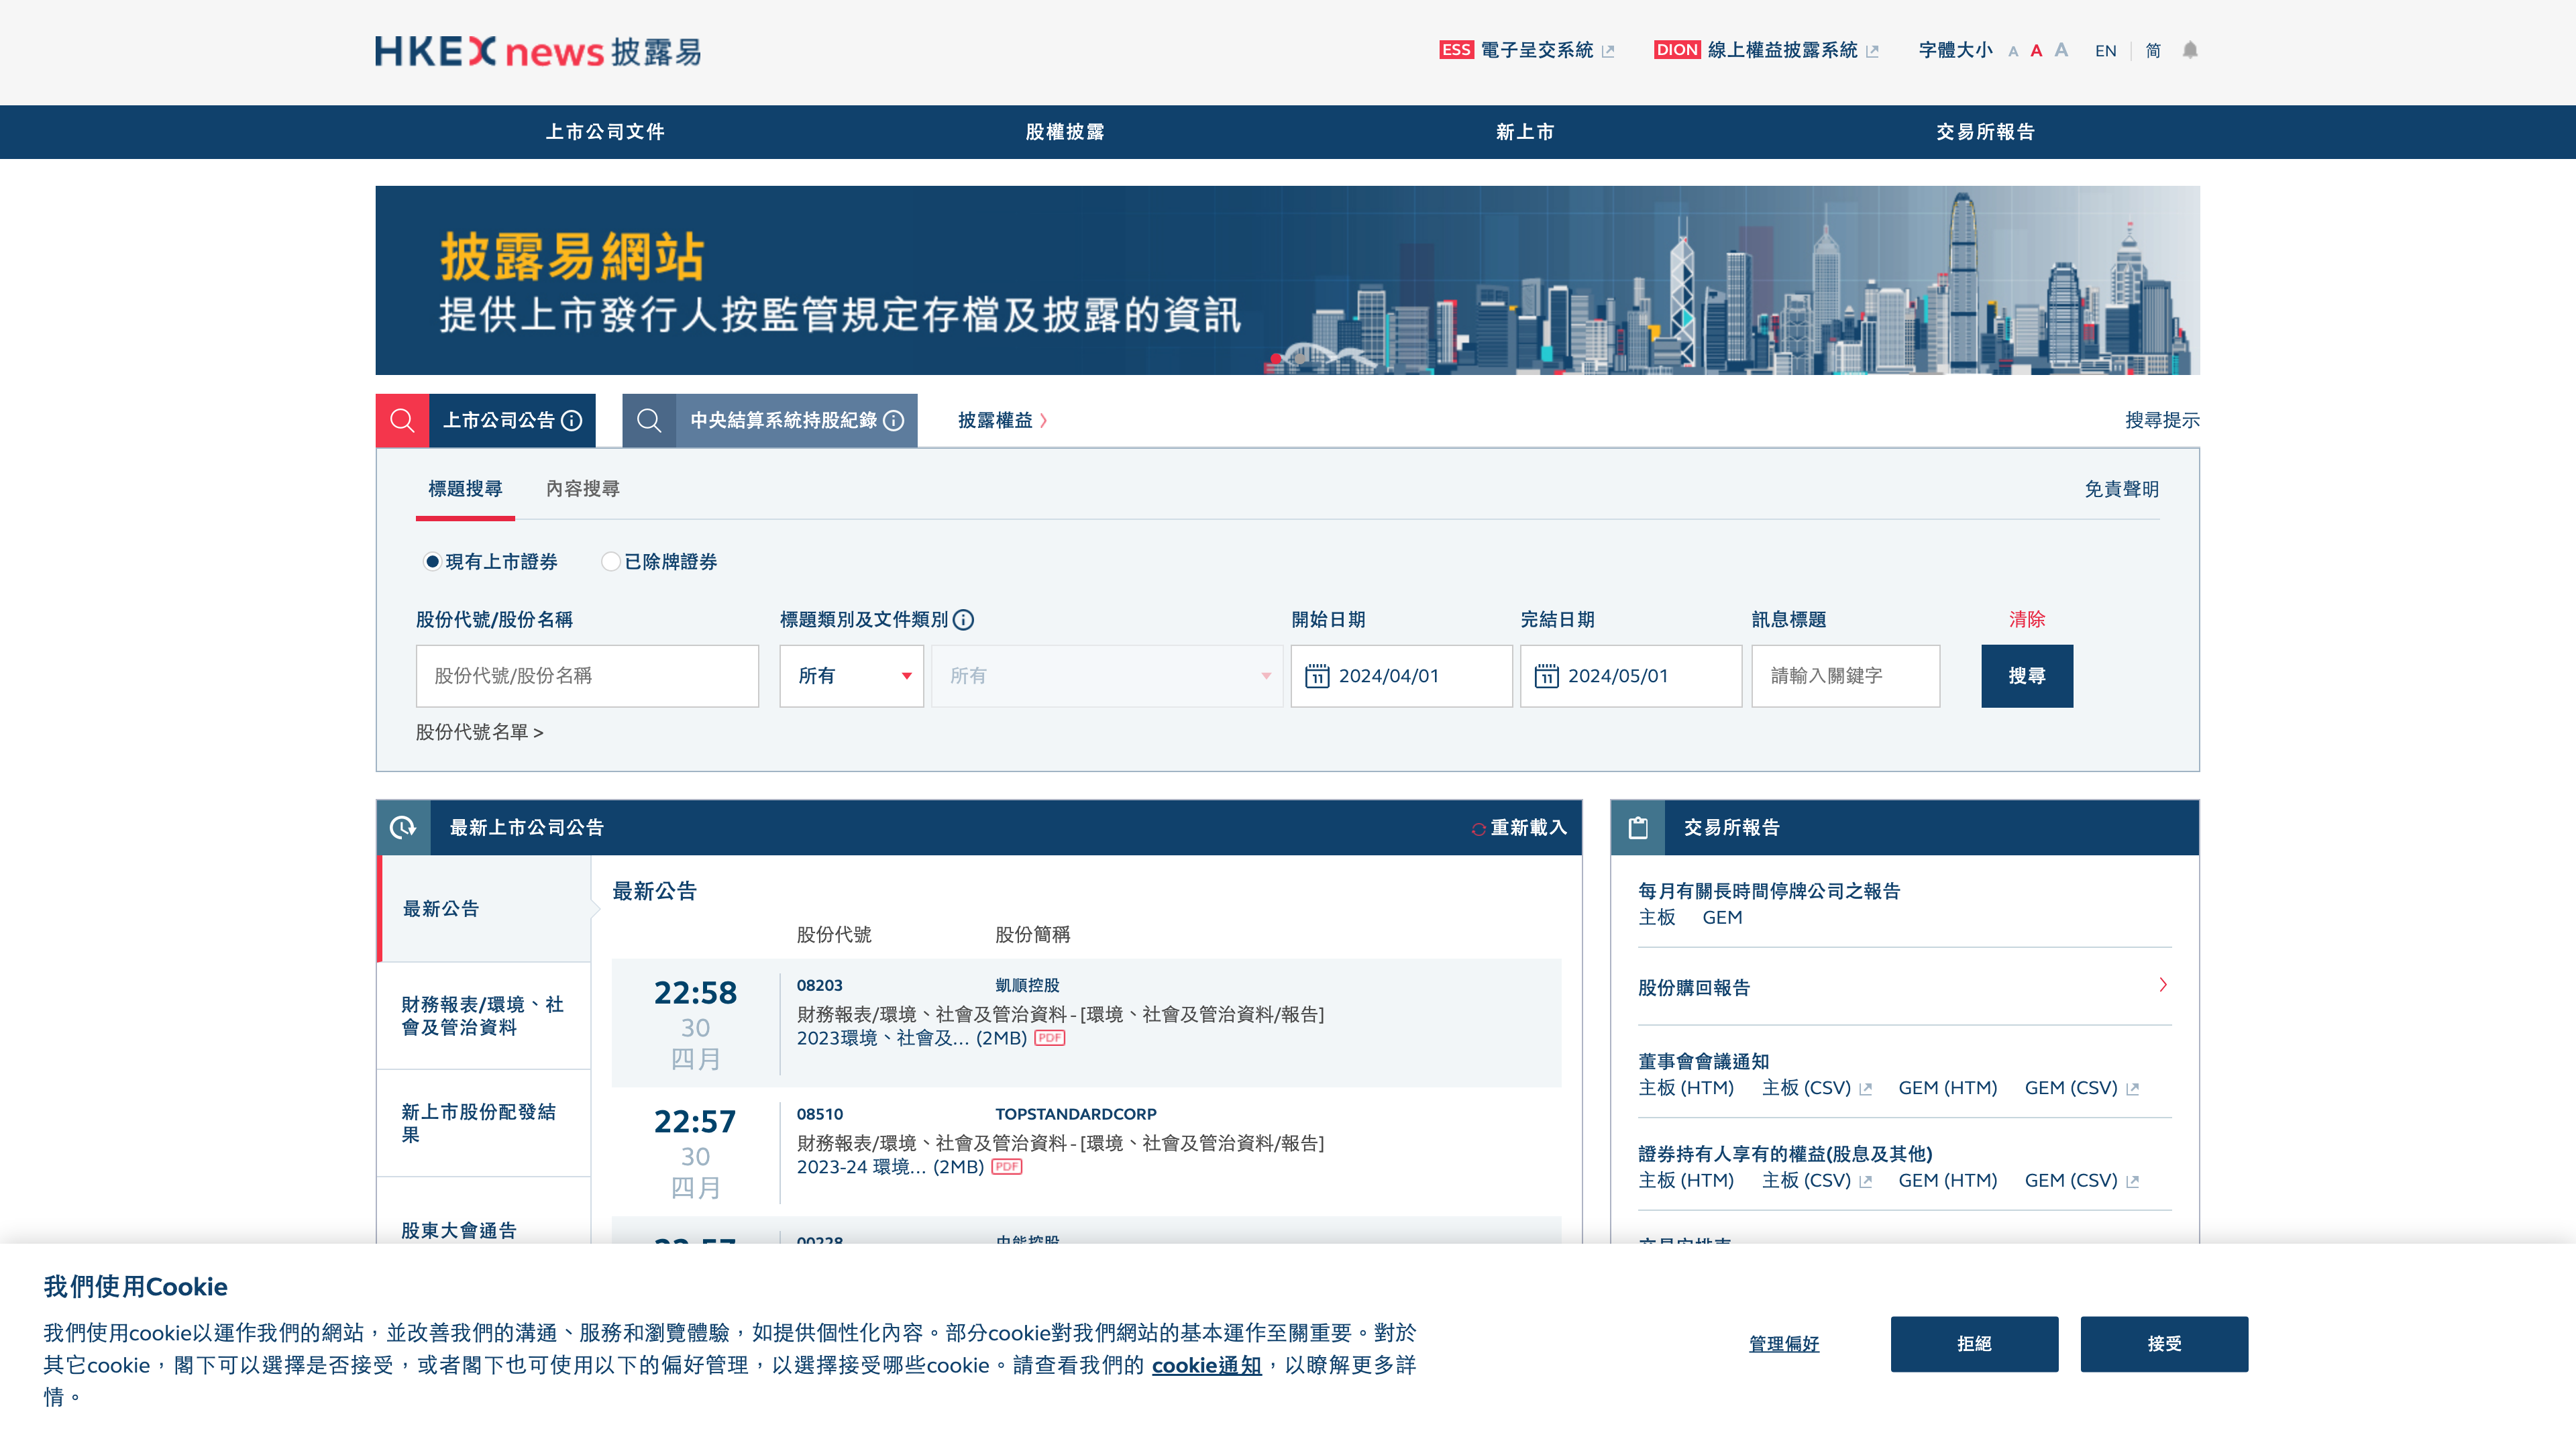 HKEX news 披露易
ESS 電子呈交系統
DION 線上權益披露系統
字體大小 A A A
EN
简
上市公司文件
股權披露
新上市
交易所報告
披露易網站
提供上市發行人按監管規定存檔及披露的資訊
上市公司公告
中央結算系統持股紀錄
披露權益
搜尋提示
標題搜尋
內容搜尋
免責聲明
現有上市證券
已除牌證券
股份代號/股份名稱
標題類別及文件類別
開始日期
完結日期
訊息標題
清除
股份代號/股份名稱
所有
所有
11 2024/04/01
11 2024/05/01
請輸入關鍵字
搜尋
股份代號名單 >
最新上市公司公告
重新載入
最新公告
財務報表/環境、社
會及管治資料
新上市股份配發結
果
股東大會通告
最新公告
股份代號
股份簡稱
22:58
30
四月
08203
凱順控股
財務報表/環境、社會及管治資料 - [環境、社會及管治資料/報告]
2023環境、社會及... (2MB) PDF
22:57
30
四月
08510
TOPSTANDARDCORP
財務報表/環境、社會及管治資料 - [環境、社會及管治資料/報告]
2023-24 環境... (2MB) PDF
22:57
00228
中能控股
交易所報告
每月有關長時間停牌公司之報告
主板 GEM
股份購回報告
董事會會議通知
主板 (HTM) 主板 (CSV) GEM (HTM) GEM (CSV)
證券持有人享有的權益(股息及其他)
主板 (HTM) 主板 (CSV) GEM (HTM) GEM (CSV)
交易安排表
我們使用Cookie
我們使用cookie以運作我們的網站，並改善我們的溝通、服務和瀏覽體驗，如提供個性化內容。部分cookie對我們網站的基本運作至關重要。對於
其它cookie，閣下可以選擇是否接受，或者閣下也可使用以下的偏好管理，以選擇接受哪些cookie。請查看我們的 cookie通知，以瞭解更多詳
情。
管理偏好
拒絕
接受